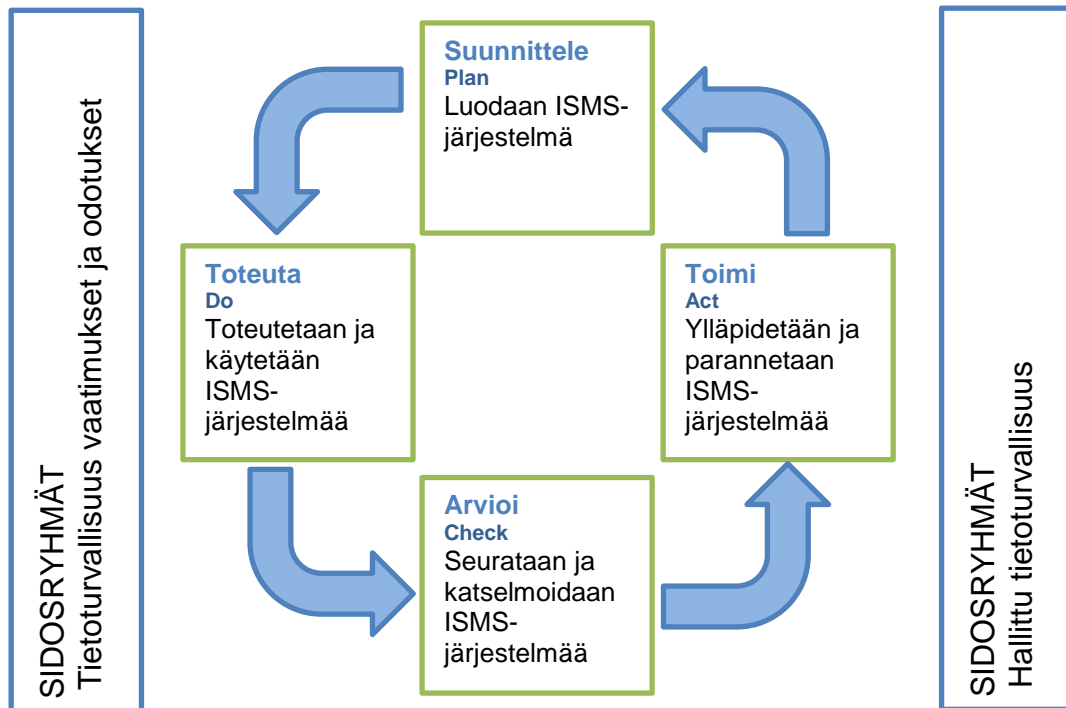 SIDOSRYHMÄT
Tietoturvallisuus vaatimukset ja odotukset
Suunnittele
Plan
Luodaan ISMS-
järjestelmä
Toteuta
Do
Toteutetaan ja
käytetään
ISMS-
järjestelmää
Toimi
Act
Ylläpidetään ja
parannetaan
ISMS-
järjestelmää
Arvioi
Check
Seurataan ja
katselmoidaan
ISMS-
järjestelmää
SIDOSRYHMÄT
Hallittu tietoturvallisuus